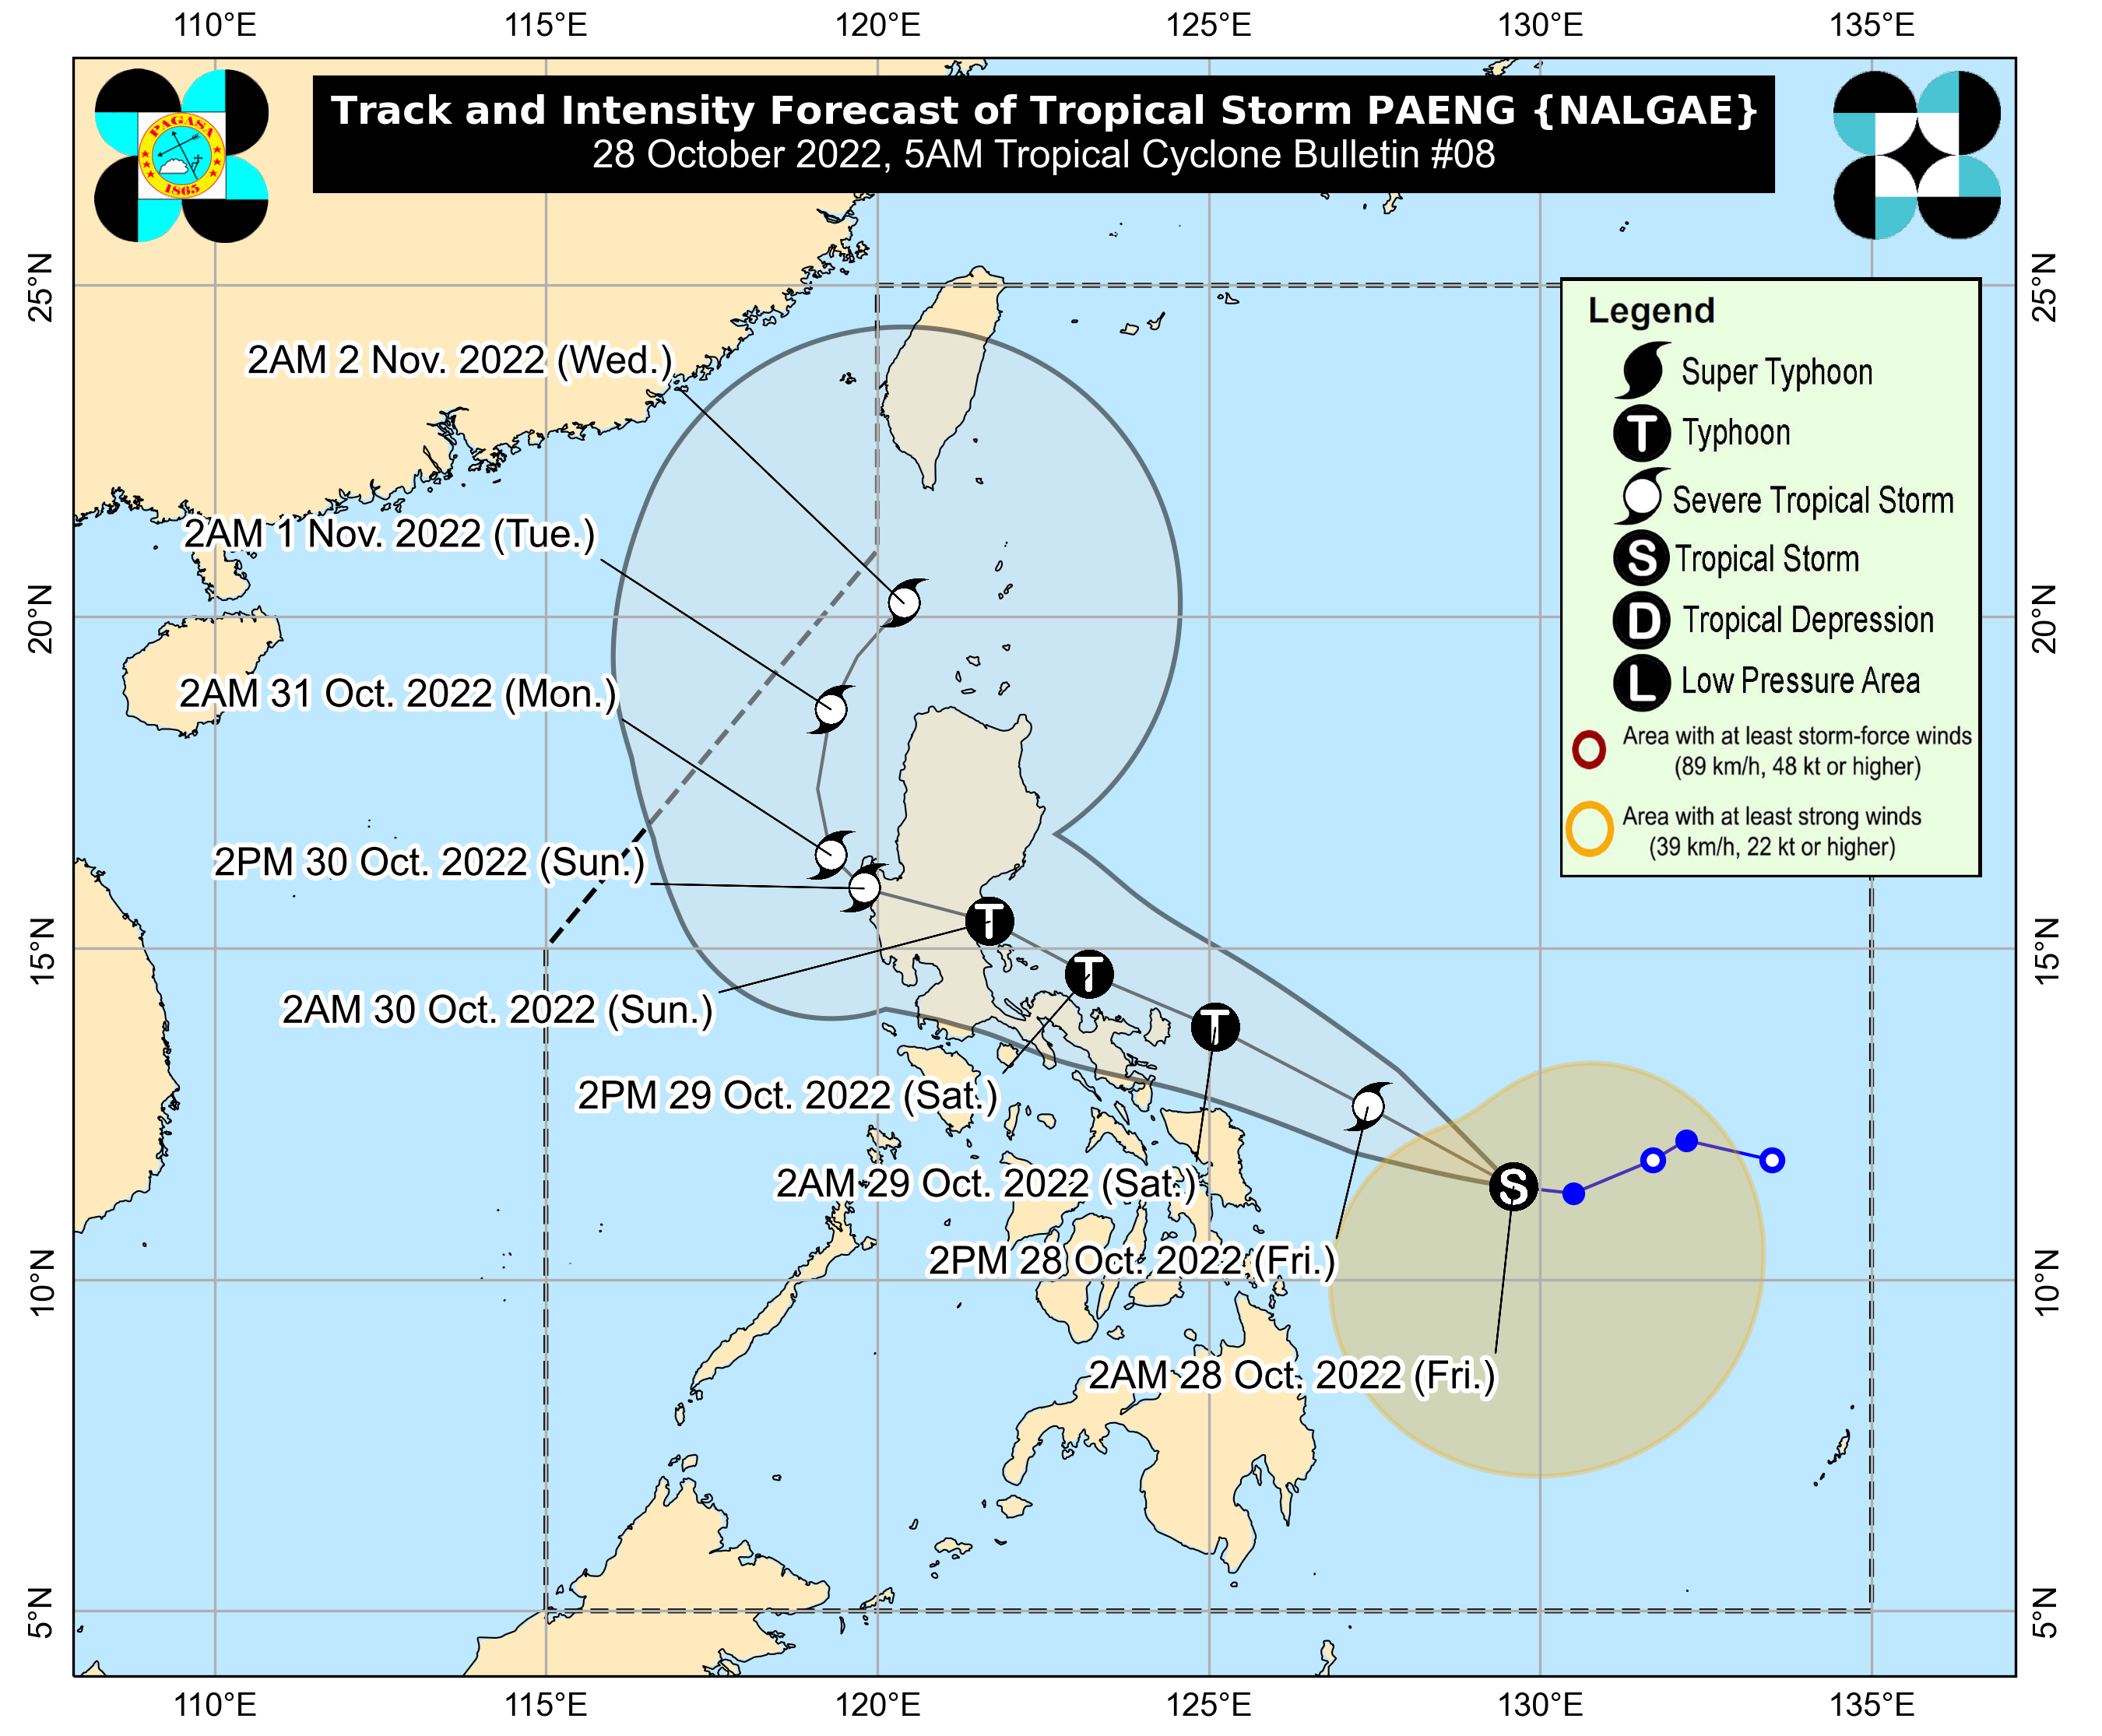 110°E 115°E 120°E 125°E 130°E 135°E
Track and Intensity Forecast of Tropical Storm PAENG {NALGAE}
28 October 2022, 5AM Tropical Cyclone Bulletin #08
PAGASA
1865
25°N 25°N
Legend
Super Typhoon
T Typhoon
Severe Tropical Storm
S Tropical Storm
D Tropical Depression
L Low Pressure Area
Area with at least storm-force winds
(89 km/h, 48 kt or higher)
Area with at least strong winds
(39 km/h, 22 kt or higher)
2AM 2 Nov. 2022 (Wed.)
2AM 1 Nov. 2022 (Tue.)
20°N 20°N
2AM 31 Oct. 2022 (Mon.)
2PM 30 Oct. 2022 (Sun.)
T
15°N 15°N
T
2AM 30 Oct. 2022 (Sun.)
T
2PM 29 Oct. 2022 (Sat.)
2AM 29 Oct. 2022 (Sat.)
S
2PM 28 Oct. 2022 (Fri.)
10°N 10°N
2AM 28 Oct. 2022 (Fri.)
5°N 5°N
110°E 115°E 120°E 125°E 130°E 135°E